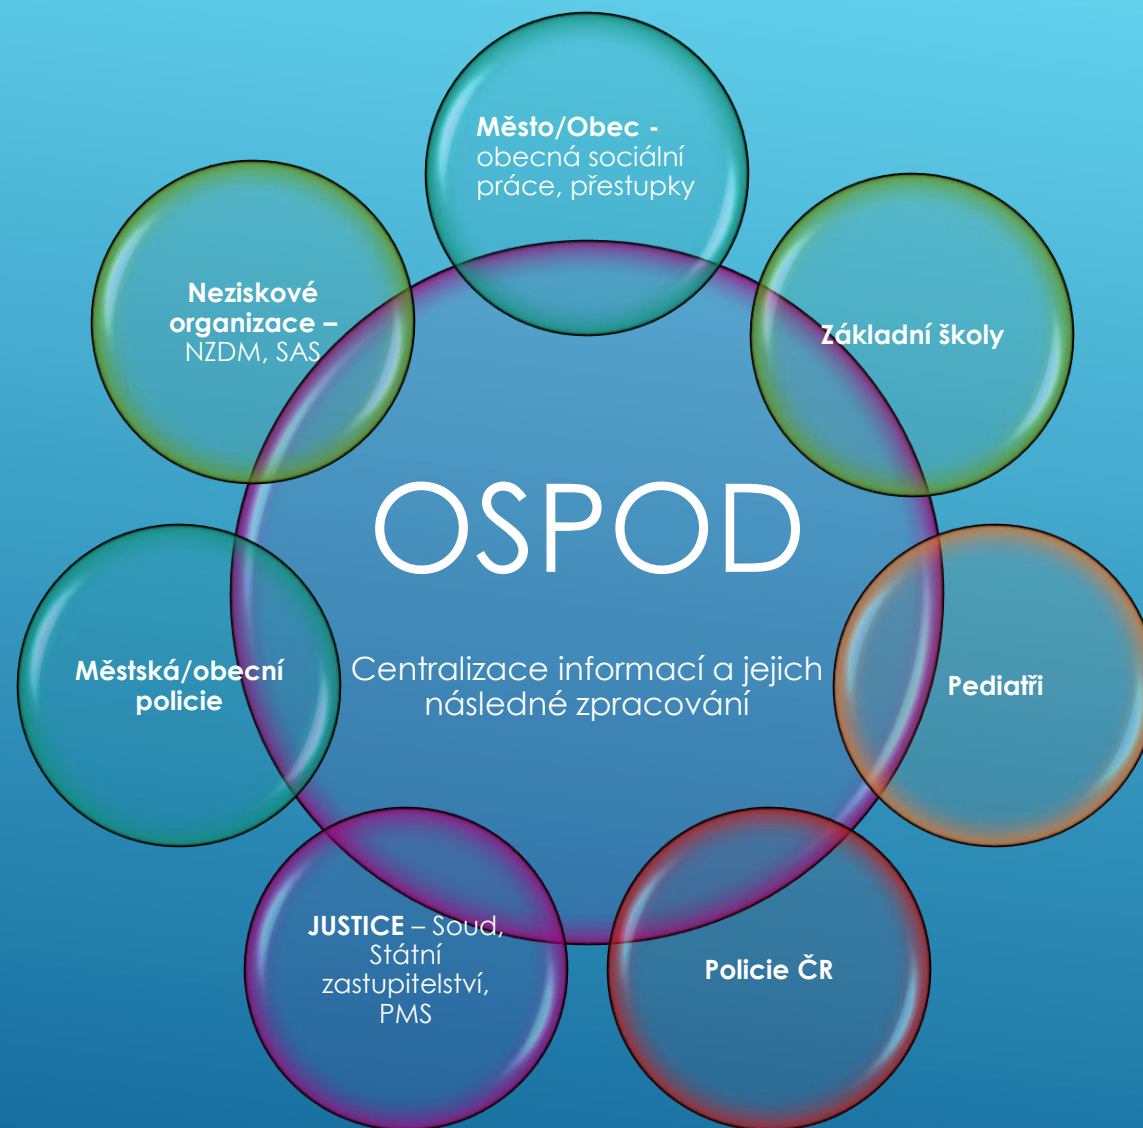 Město/Obec -
obecná sociální
práce, přestupky
Základní školy
Pediatři
Policie ČR
JUSTICE – Soud,
Státní
zastupitelství,
PMS
Městská/obecní
policie
Neziskové
organizace –
NZDM, SAS
OSPOD
Centralizace informací a jejich
následné zpracování